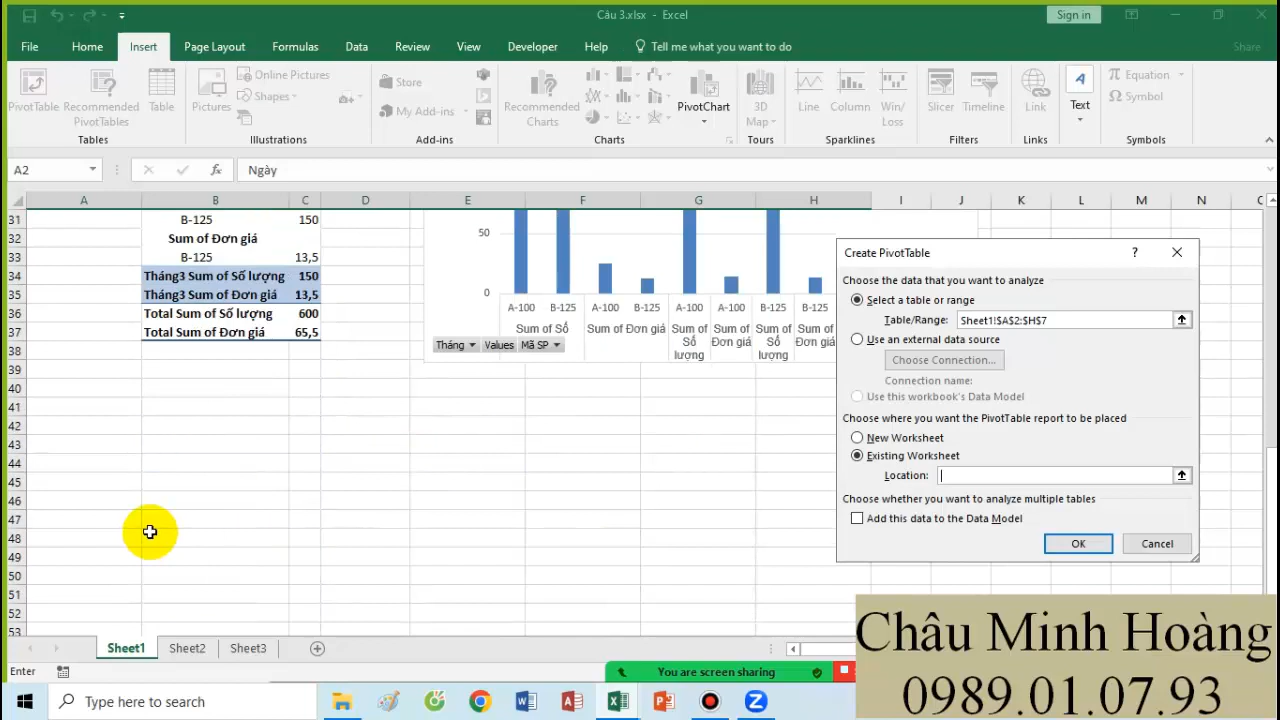 Câu 3.xlsx - Excel
Sign in
File Home Insert Page Layout Formulas Data Review View Developer Help Tell me what you want to do Share
PivotTable Recommended PivotTables Table
Pictures Online Pictures Shapes
Store My Add-ins
Recommended Charts PivotChart 3D Map
Line Column Win/Loss
Slicer Timeline Link Text
Equation Symbol
Tables Illustrations Add-ins Charts Tours Sparklines Filters Links Symbols
A2 fx Ngày
A B C D E F G H I J K L M N
31 B-125 150
32 Sum of Đơn giá
33 B-125 13,5
34 Tháng3 Sum of Số lượng 150
35 Tháng3 Sum of Đơn giá 13,5
36 Total Sum of Số lượng 600
37 Total Sum of Đơn giá 65,5
38
39
40
41
42
43
44
45
46
47
48
49
50
51
52
53
50
0
A-100 B-125 A-100 B-125 A-100 A-100 B-125 B-125
Sum of Số Sum of Đơn giá Sum of Số lượng Sum of Đơn giá Sum of Số lượng Sum of Đơn giá
Tháng Values Mã SP
Create PivotTable ?
Choose the data that you want to analyze
Select a table or range
Table/Range: Sheet1!$A$2:$H$7
Use an external data source
Choose Connection...
Connection name:
Use this workbook's Data Model
Choose where you want the PivotTable report to be placed
New Worksheet
Existing Worksheet
Location:
Choose whether you want to analyze multiple tables
Add this data to the Data Model
OK Cancel
Sheet1 Sheet2 Sheet3
Enter
You are screen sharing
Type here to search
Châu Minh Hoàng
0989.01.07.93